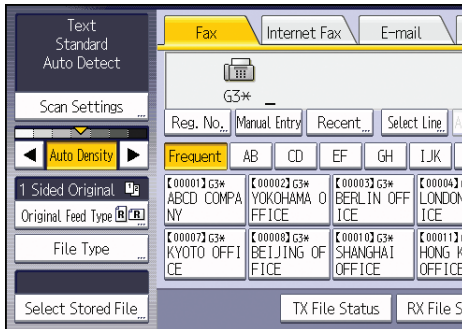 Text
Standard
Auto Detect
Scan Settings
Auto Density
1 Sided Original
Original Feed Type
File Type
Select Stored File
Fax
Internet Fax
E-mail
G3* _
Reg. No.
Manual Entry
Recent
Select Line
Frequent
AB
CD
EF
GH
IJK
【00001】G3*
ABCD COMPA
NY
【00002】G3*
YOKOHAMA O
FFICE
【00003】G3*
BERLIN OFF
ICE
【00004】G
LONDON
ICE
【00007】G3*
KYOTO OFFI
CE
【00008】G3*
BEIJING OF
FICE
【00010】G3*
SHANGHAI
OFFICE
【00011】G
HONG K
OFFICE
TX File Status
RX File S